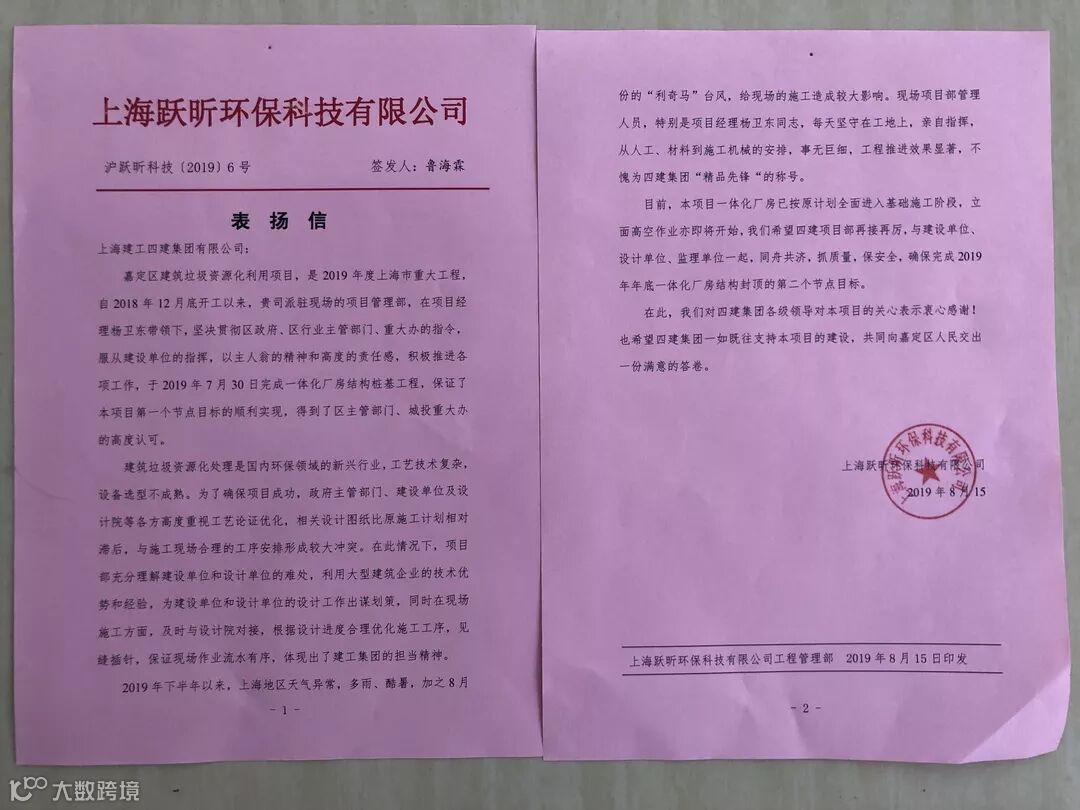 上海跃昕环保科技有限公司
沪跃昕科技〔2019〕6号 签发人：鲁海霖
表 扬 信
上海建工四建集团有限公司：
嘉定区建筑垃圾资源化利用项目，是2019年度上海市重大工程，
自2018年12月底开工以来，贵司派驻现场的项目管理部，在项目经
理杨卫东带领下，坚决贯彻区政府、区行业主管部门、重大办的指令，
服从建设单位的指挥，以主人翁的精神和高度的责任感，积极推进各
项工作，于2019年7月30日完成一体化厂房结构桩基工程，保证了
本项目第一个节点目标的顺利实现，得到了区主管部门、城投重大办
的高度认可。
建筑垃圾资源化处理是国内环保领域的新兴行业，工艺技术复杂，
设备选型不成熟。为了确保项目成功，政府主管部门、建设单位及设
计院等各方高度重视工艺论证优化，相关设计图纸比原施工计划相对
滞后，与施工现场合理的工序安排形成较大冲突。在此情况下，项目
部充分理解建设单位和设计单位的难处，利用大型建筑企业的技术优
势和经验，为建设单位和设计单位的设计工作出谋划策，同时在现场
施工方面，及时与设计院对接，根据设计进度合理优化施工工序，见
缝插针，保证现场作业流水有序，体现出了建工集团的担当精神。
2019年下半年以来，上海地区天气异常，多雨、酷暑，加之8月
- 1 -
份的“利奇马”台风，给现场的施工造成较大影响。现场项目部管理
人员，特别是项目经理杨卫东同志，每天坚守在工地上，亲自指挥，
从人工、材料到施工机械的安排，事无巨细，工程推进效果显著，不
愧为四建集团“精品先锋“的称号。
目前，本项目一体化厂房已按原计划全面进入基础施工阶段，立
面高空作业亦即将开始，我们希望四建项目部再接再厉，与建设单位、
设计单位、监理单位一起，同舟共济，抓质量，保安全，确保完成2019
年年底一体化厂房结构封顶的第二个节点目标。
在此，我们对四建集团各级领导对本项目的关心表示衷心感谢！
也希望四建集团一如既往支持本项目的建设，共同向嘉定区人民交出
一份满意的答卷。
上海跃昕环保科技有限公司
上海跃昕环保科技有限公司
2019年8月15
上海跃昕环保科技有限公司工程管理部 2019年8月15日印发
- 2 -
大数跨境